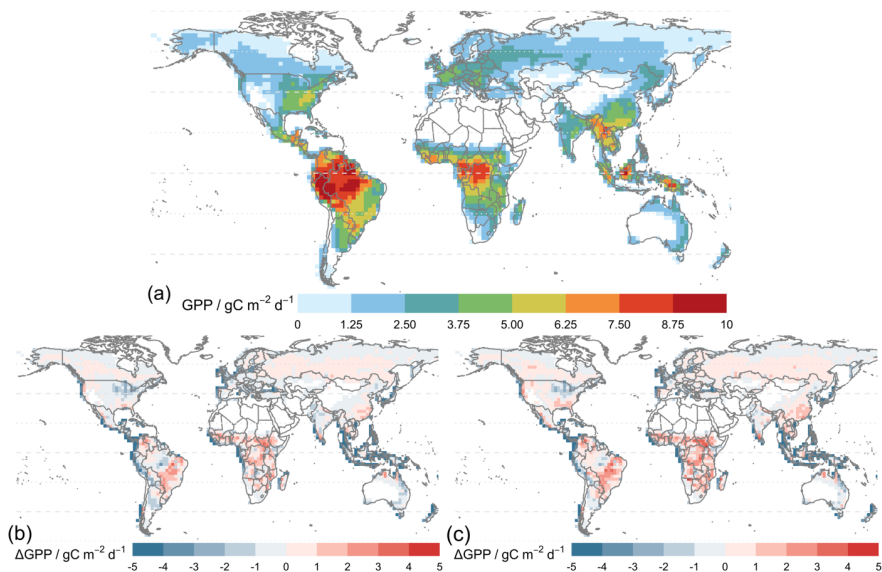 (a)
GPP / gC m⁻² d⁻¹
0 1.25 2.50 3.75 5.00 6.25 7.50 8.75 10
(b)
ΔGPP / gC m⁻² d⁻¹
-5 -4 -3 -2 -1 0 1 2 3 4 5
(c)
ΔGPP / gC m⁻² d⁻¹
-5 -4 -3 -2 -1 0 1 2 3 4 5